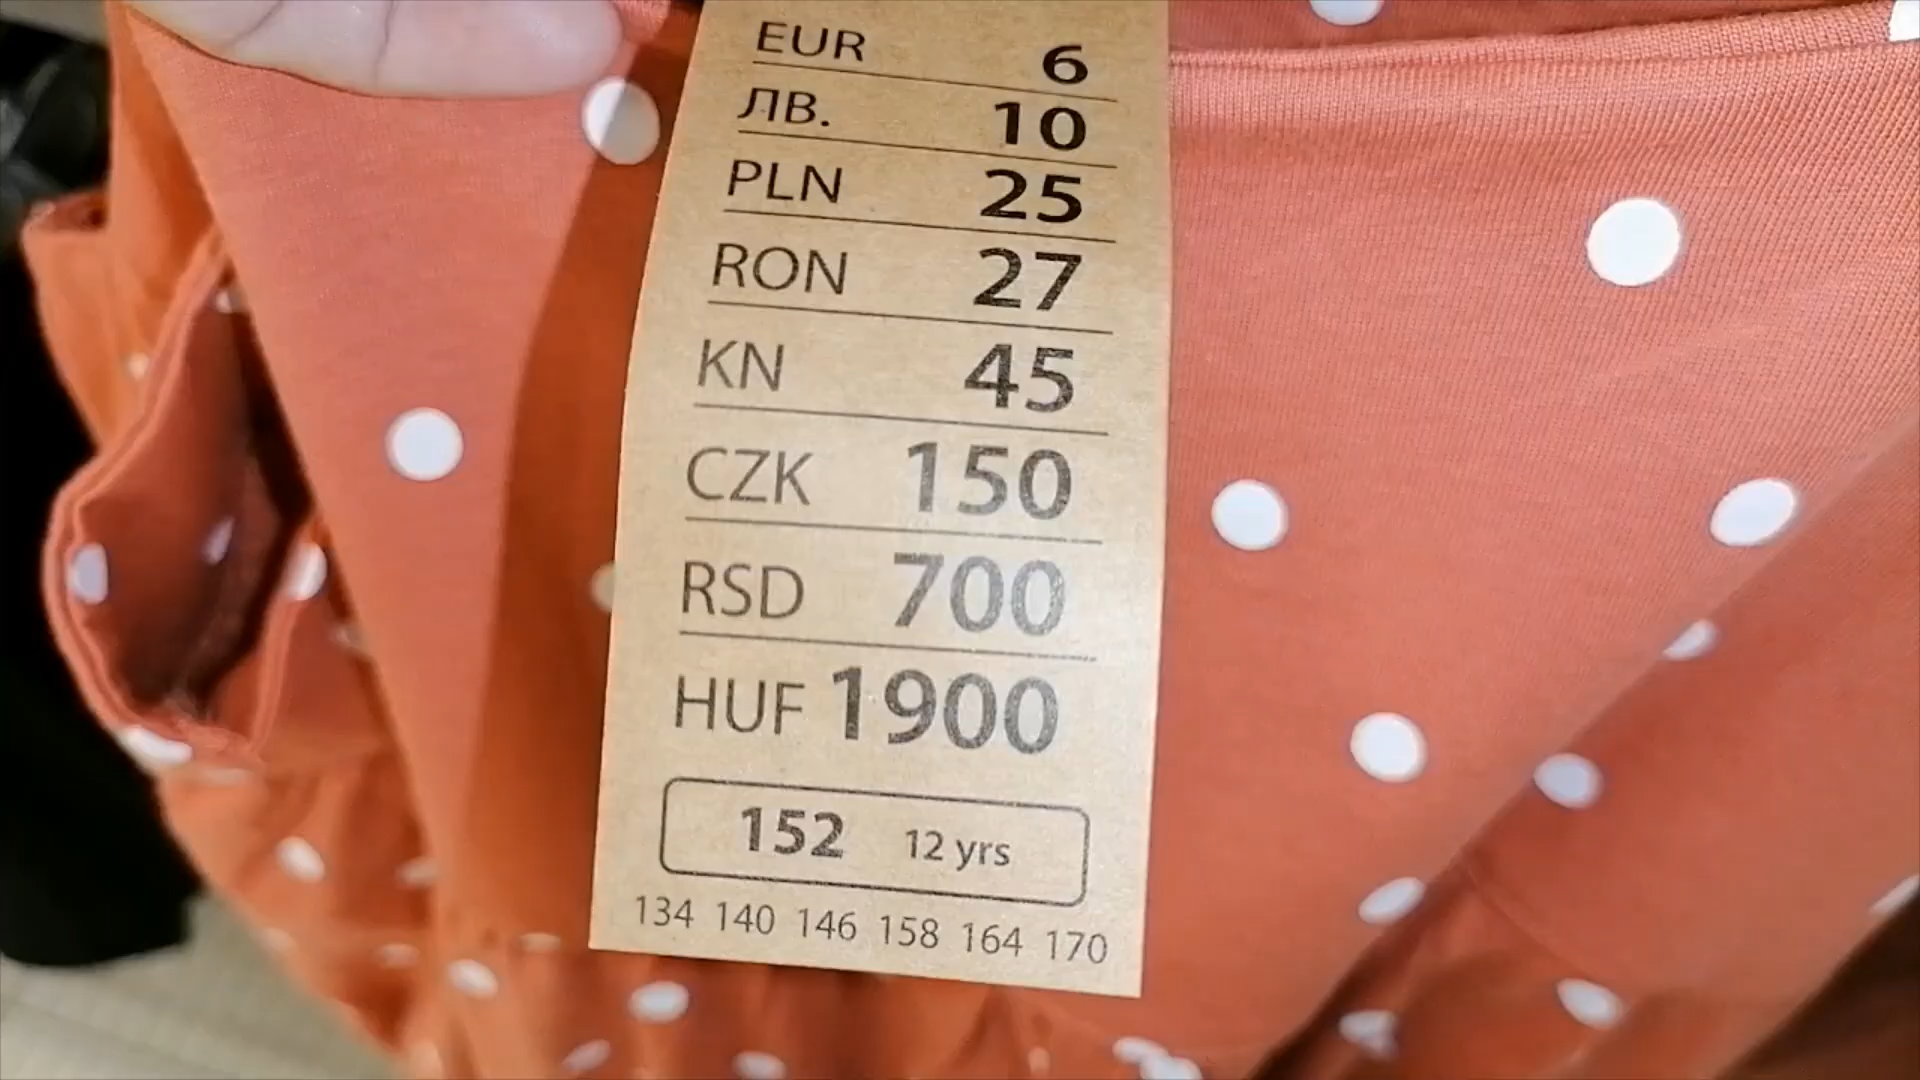 EUR 6
ЛВ. 10
PLN 25
RON 27
KN 45
CZK 150
RSD 700
HUF 1900
152 12 yrs
134 140 146 158 164 170